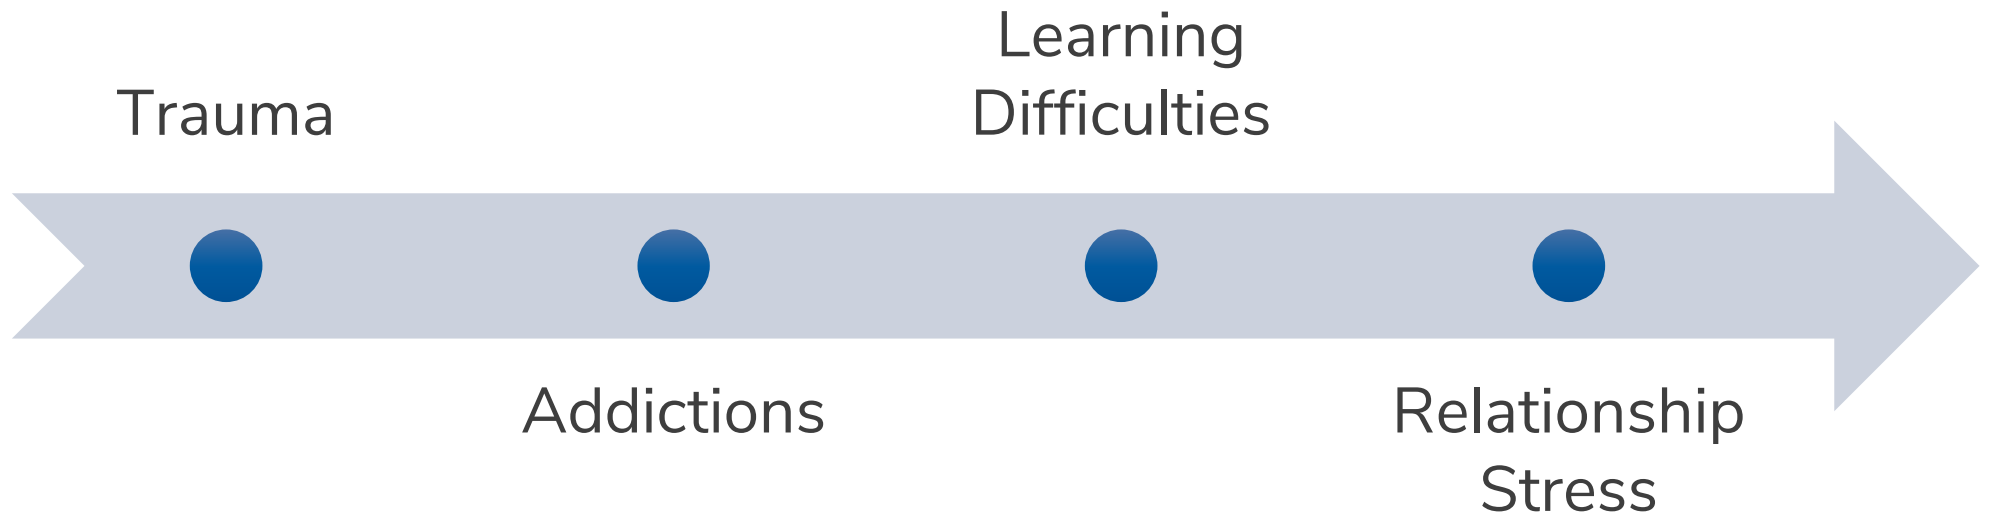 Trauma
Addictions
Learning
Difficulties
Relationship
Stress